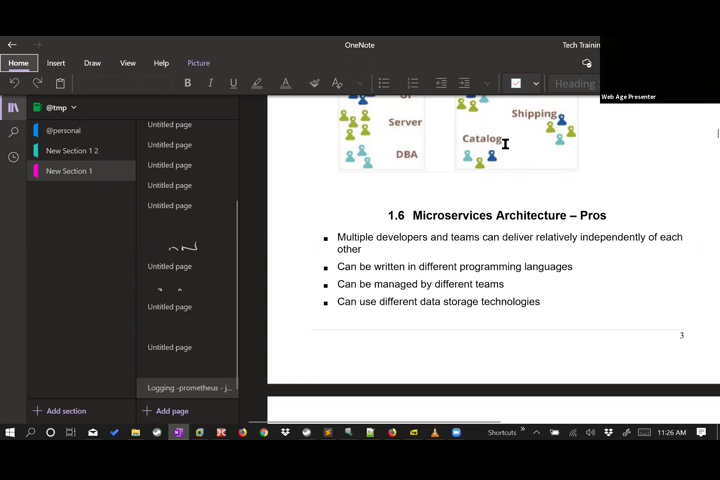 OneNote
Tech Trainin
Home Insert Draw View Help Picture
B I U A Heading
Web Age Presenter
@tmp
@personal
New Section 1 2
New Section 1
Add section
Untitled page
Untitled page
Untitled page
Untitled page
Untitled page
Untitled page
Untitled page
Untitled page
Logging -prometheus - j...
Add page
Server
DBA
Shipping
Catalog
1.6 Microservices Architecture – Pros
▪ Multiple developers and teams can deliver relatively independently of each
other
▪ Can be written in different programming languages
▪ Can be managed by different teams
▪ Can use different data storage technologies
3
Shortcuts » 11:26 AM